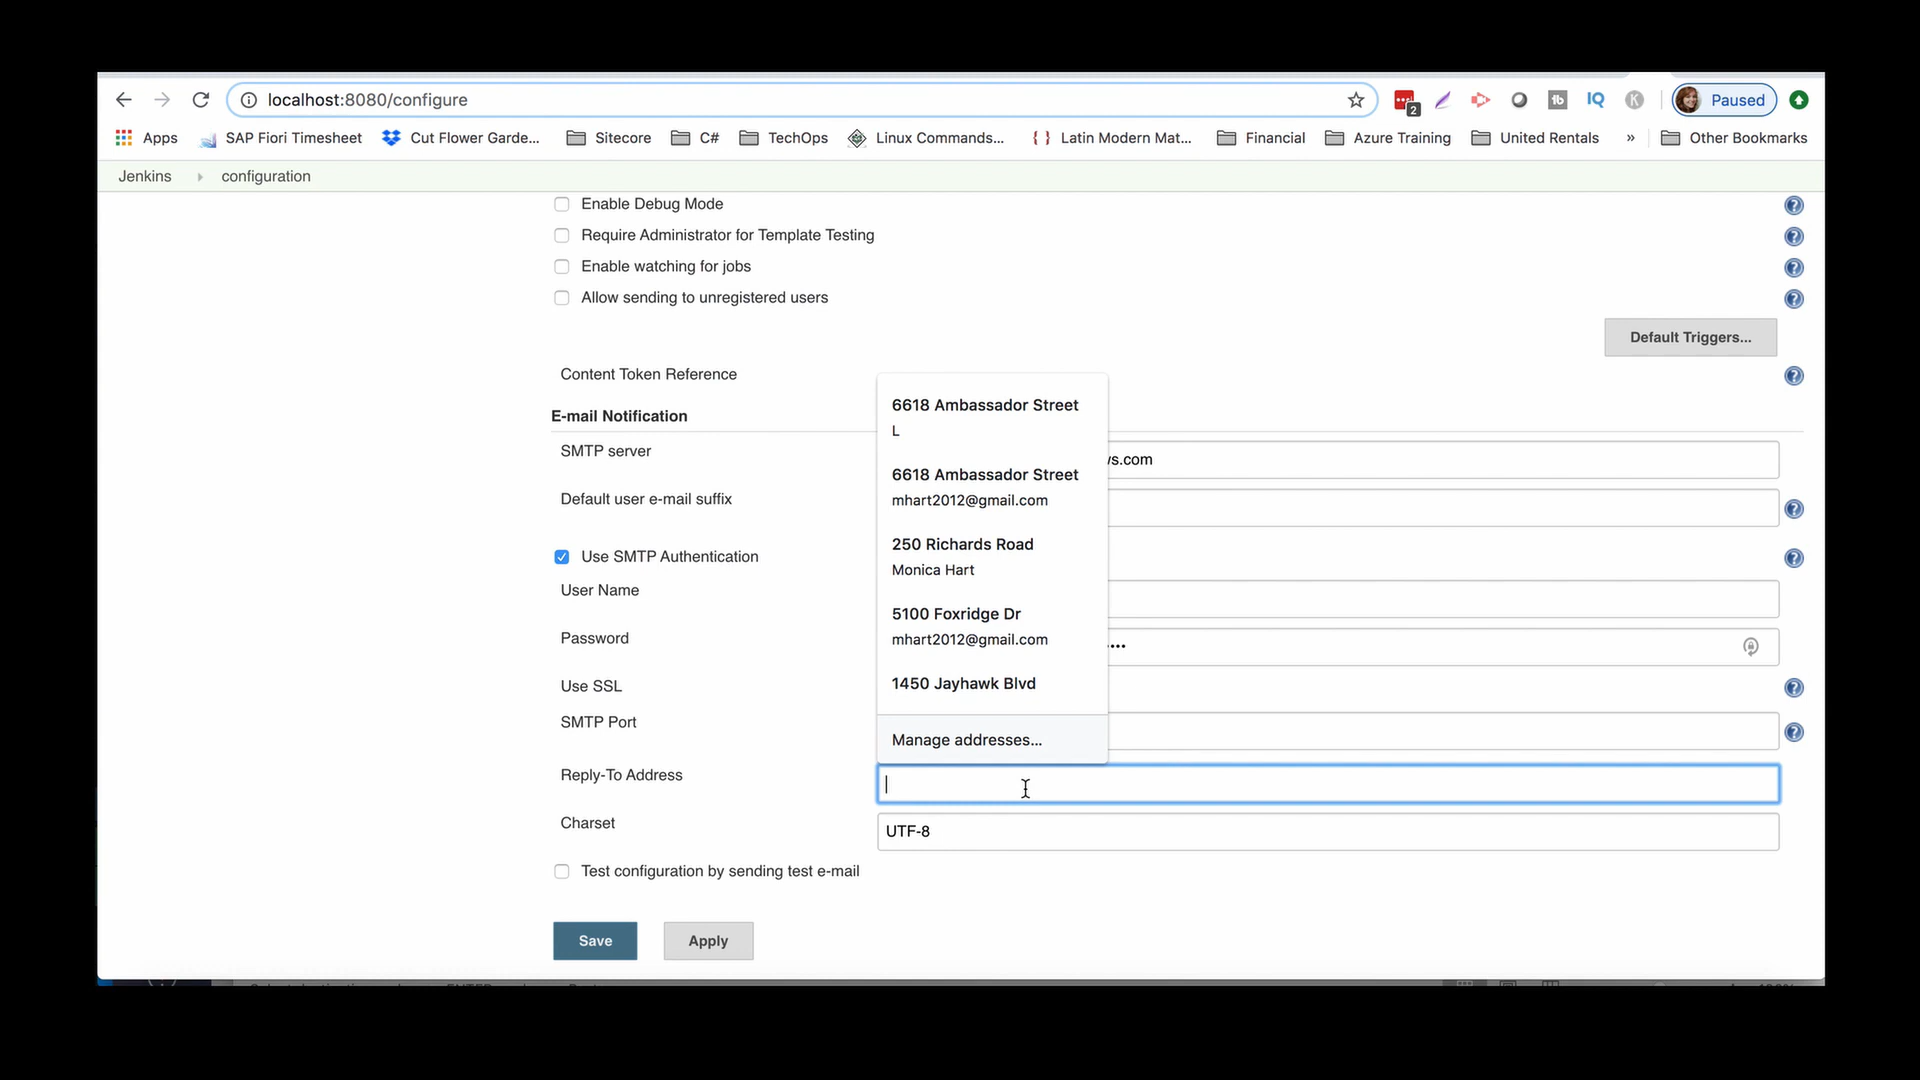 localhost:8080/configure
2
tb
IQ
K
Paused
Apps
SAP Fiori Timesheet
Cut Flower Garde...
Sitecore
C#
TechOps
Linux Commands...
Latin Modern Mat...
Financial
Azure Training
United Rentals
»
Other Bookmarks
Jenkins
configuration
Enable Debug Mode
Require Administrator for Template Testing
Enable watching for jobs
Allow sending to unregistered users
Default Triggers...
Content Token Reference
E-mail Notification
SMTP server
s.com
Default user e-mail suffix
Use SMTP Authentication
User Name
Password
Use SSL
SMTP Port
6618 Ambassador Street
L
6618 Ambassador Street
mhart2012@gmail.com
250 Richards Road
Monica Hart
5100 Foxridge Dr
mhart2012@gmail.com
1450 Jayhawk Blvd
Manage addresses...
Reply-To Address
Charset
UTF-8
Test configuration by sending test e-mail
Save
Apply